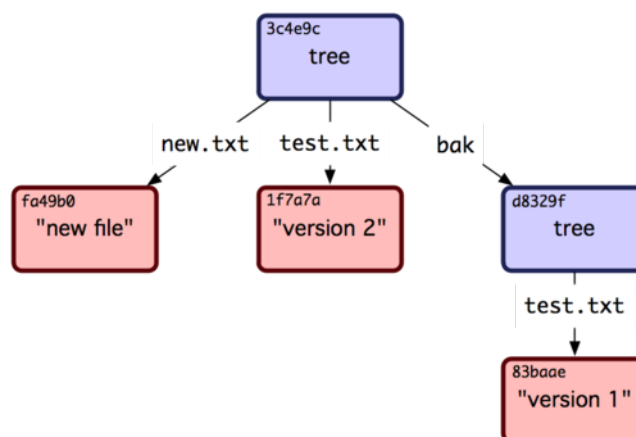 3c4e9c
tree
new.txt
test.txt
bak
fa49b0
"new file"
1f7a7a
"version 2"
d8329f
tree
test.txt
83baae
"version 1"